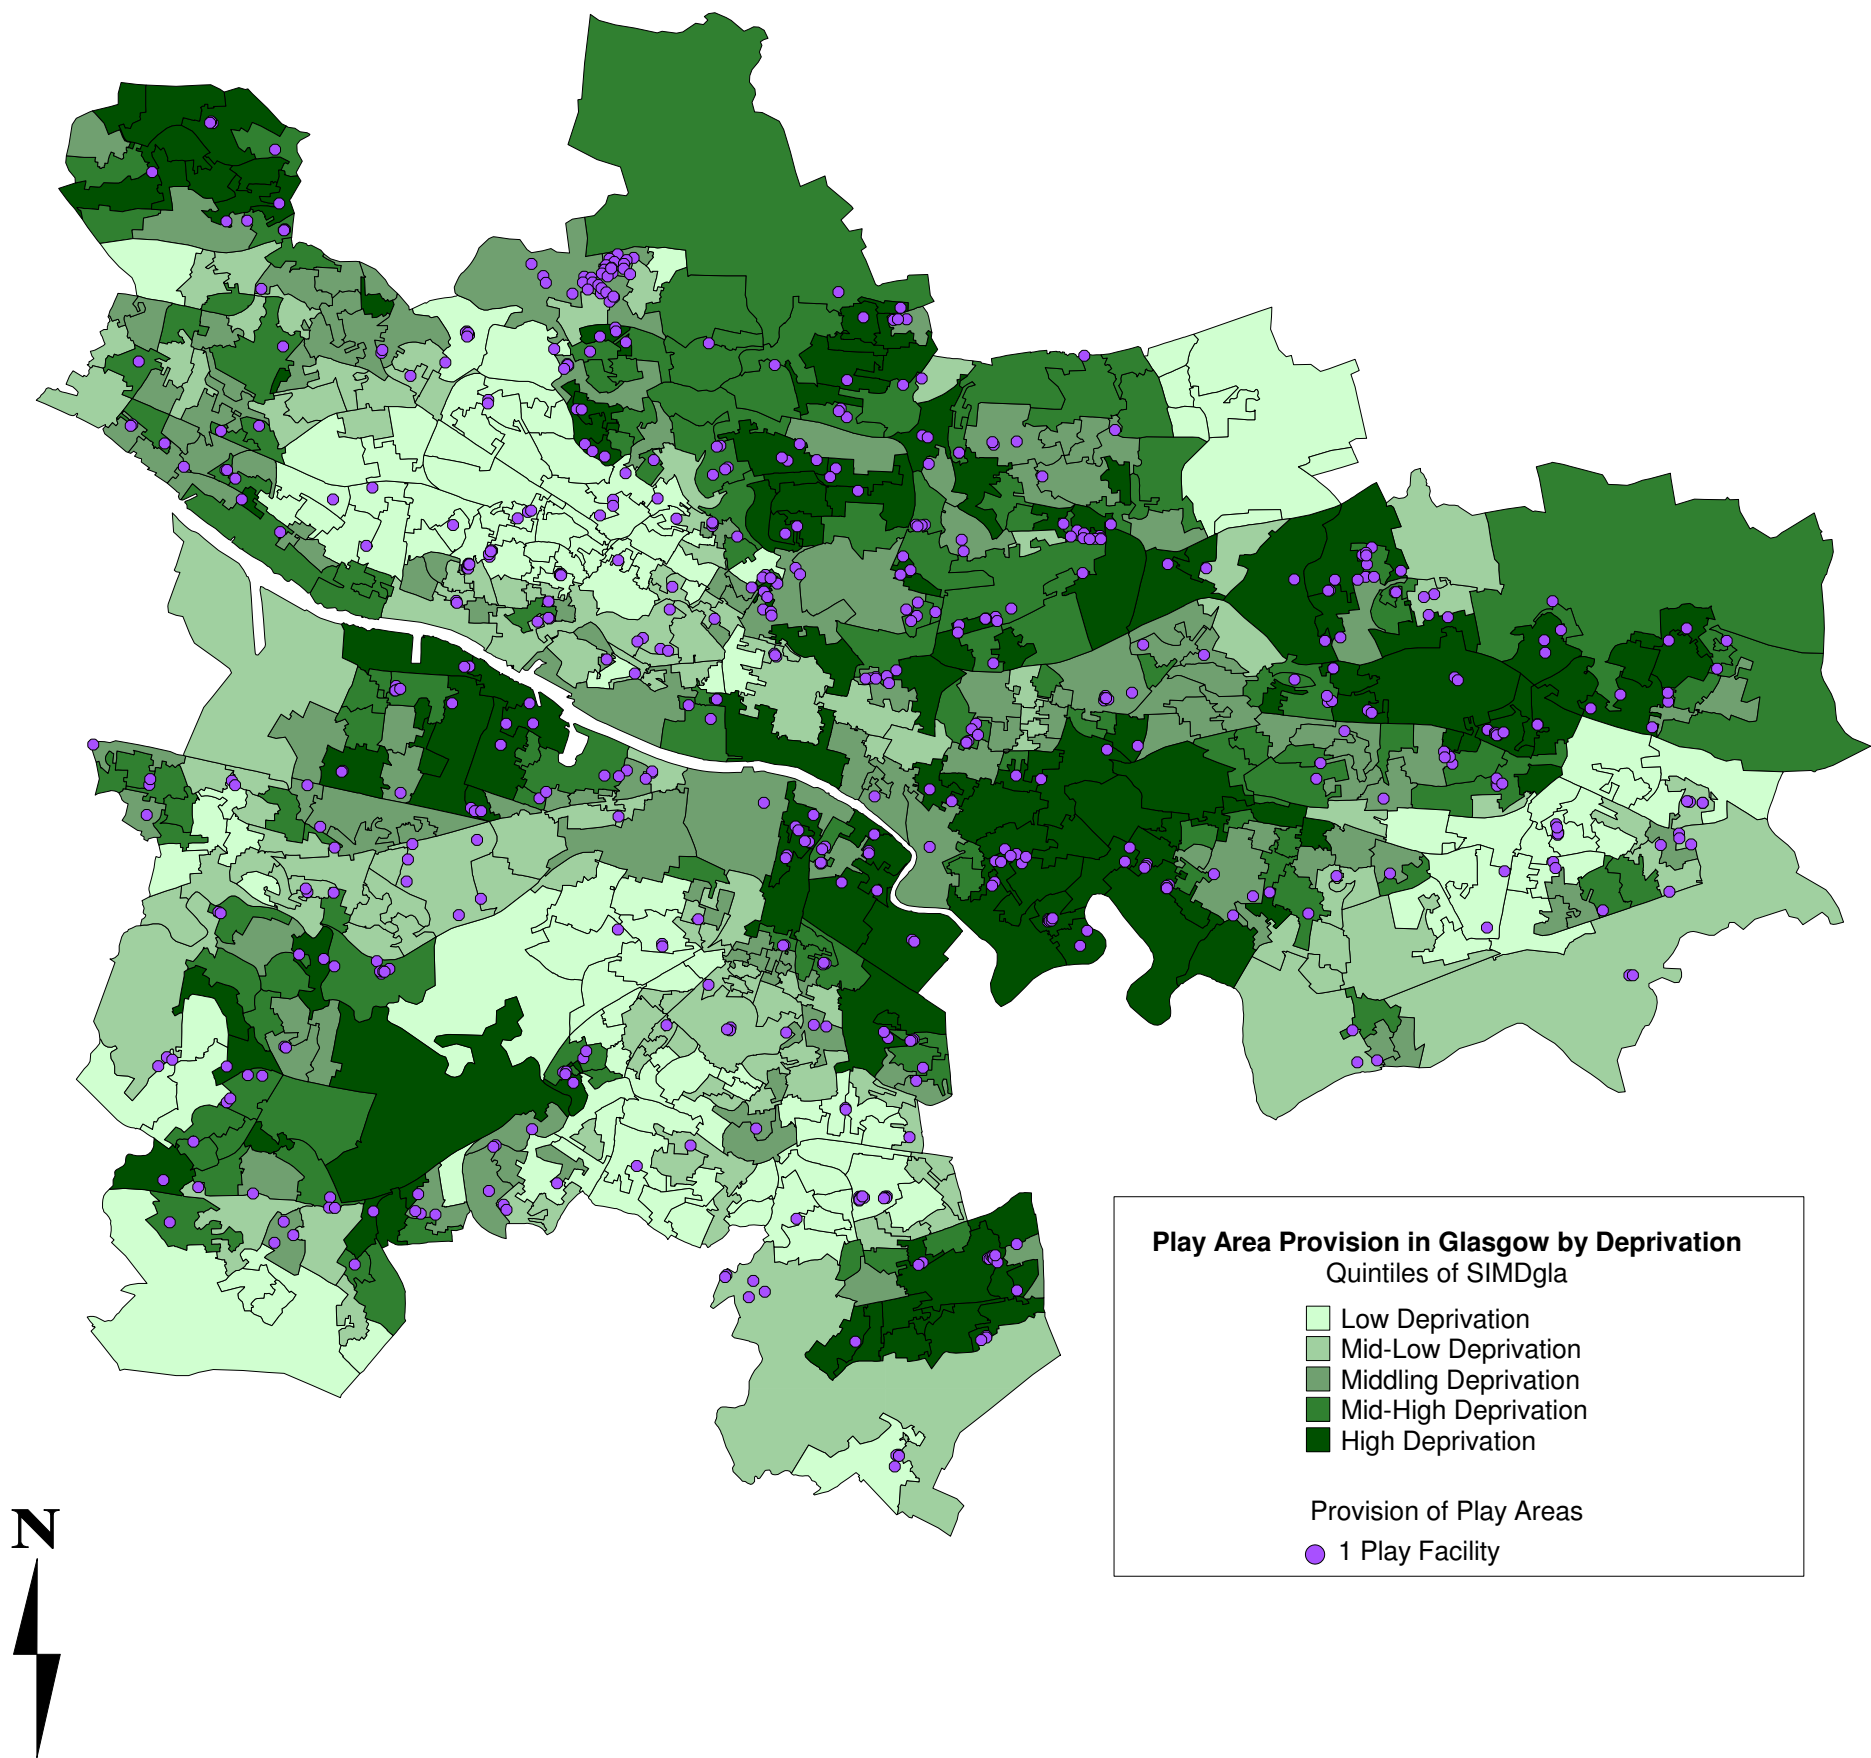 Play Area Provision in Glasgow by Deprivation
Quintiles of SIMDgla
Low Deprivation
Mid-Low Deprivation
Middling Deprivation
Mid-High Deprivation
High Deprivation
Provision of Play Areas
1 Play Facility
N